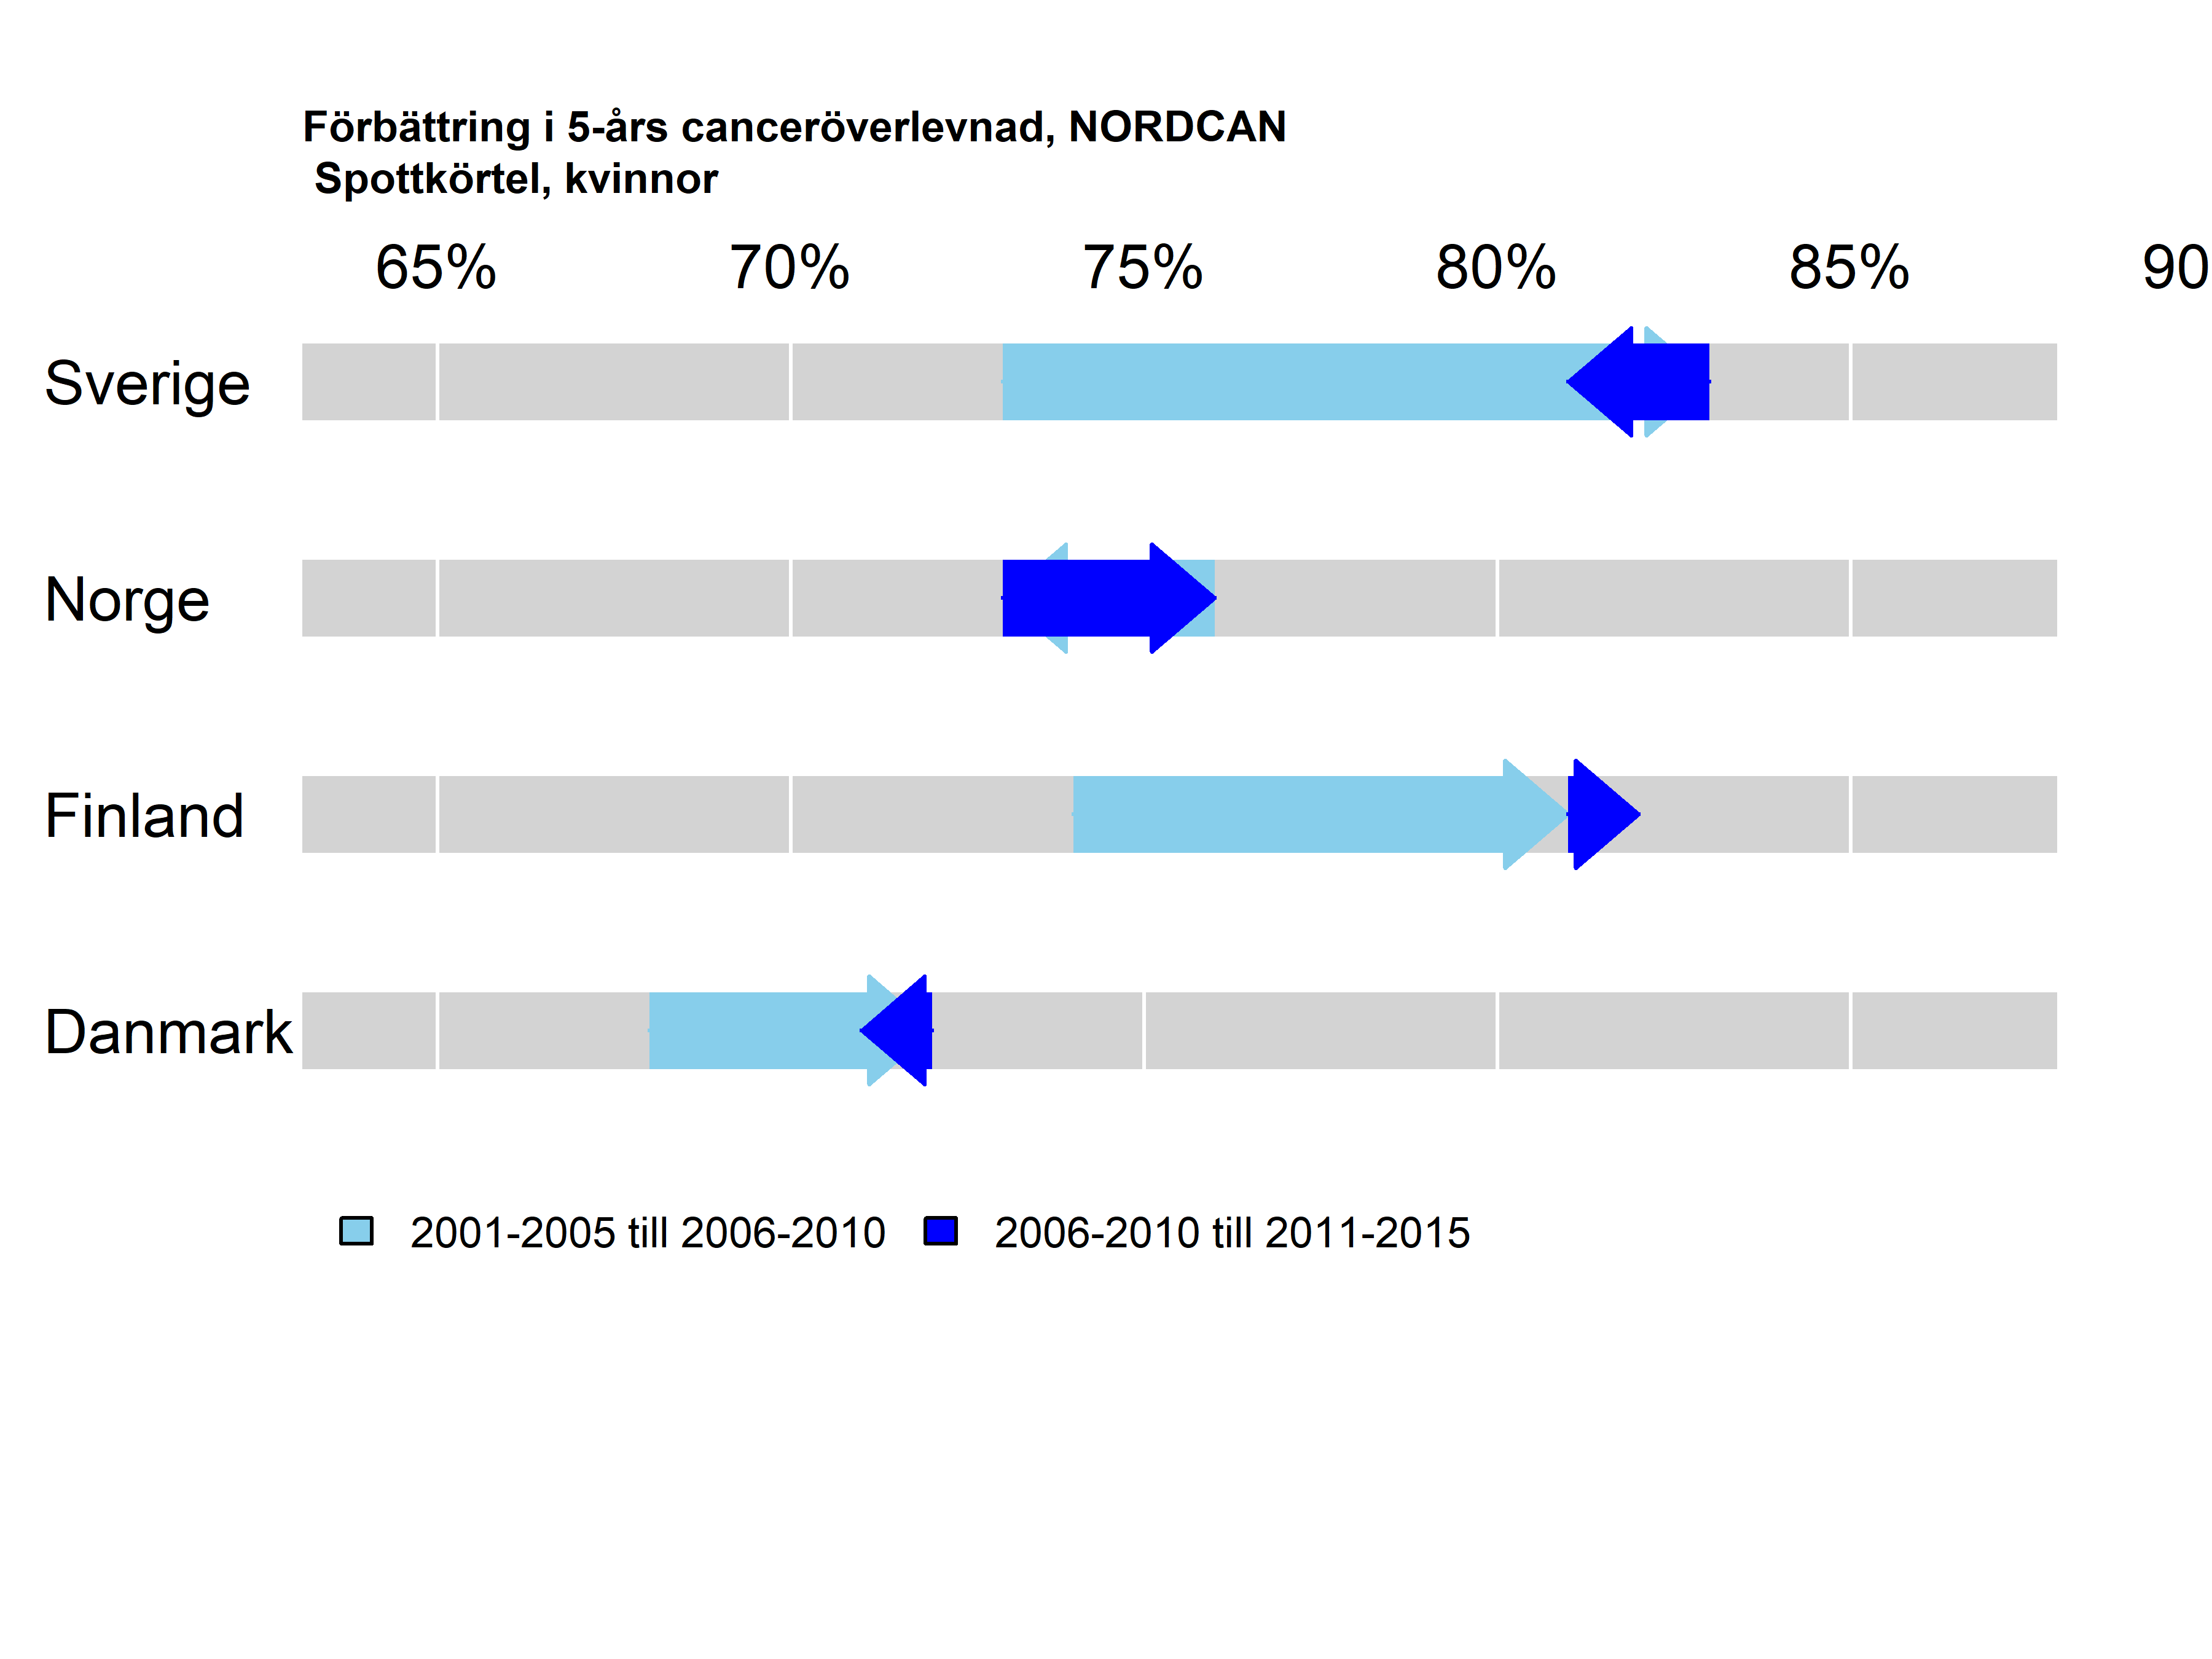 Förbättring i 5-års canceröverlevnad, NORDCAN
Spottkörtel, kvinnor
65% 70% 75% 80% 85% 90
Sverige
Norge
Finland
Danmark
2001-2005 till 2006-2010 2006-2010 till 2011-2015